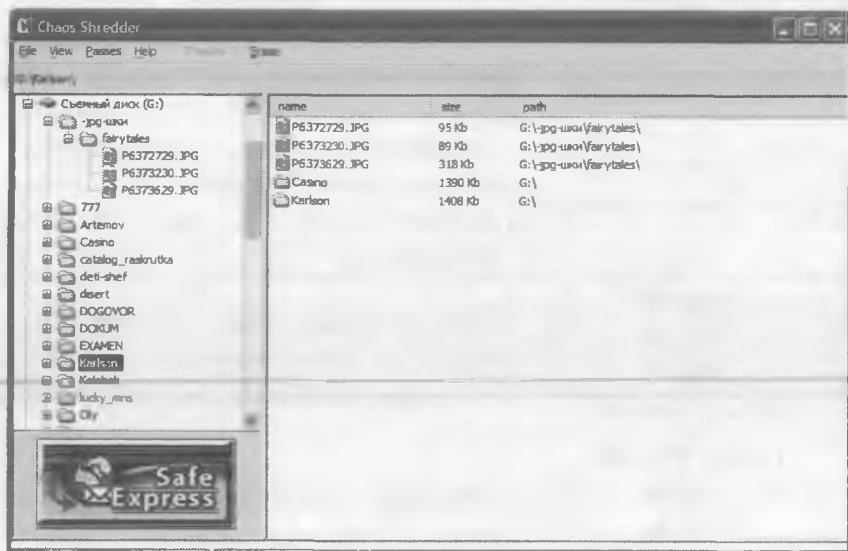 Chaos Shredder
File View Passes Help Erase
Съемный диск (G:)
-jpg-шки
fairytales
P6372729.JPG
P6373230.JPG
P6373629.JPG
777
Artemov
Casino
catalog_raskrutka
deti-shef
disert
DOGOVOR
DOKUM
EXAMEN
Karlson
Kolobok
lucky_mns
Oly
Safe
Express
name size path
P6372729.JPG 95 Kb G:\-jpg-шки\fairytales\
P6373230.JPG 89 Kb G:\-jpg-шки\fairytales\
P6373629.JPG 318 Kb G:\-jpg-шки\fairytales\
Casino 1390 Kb G:\
Karlson 1408 Kb G:\